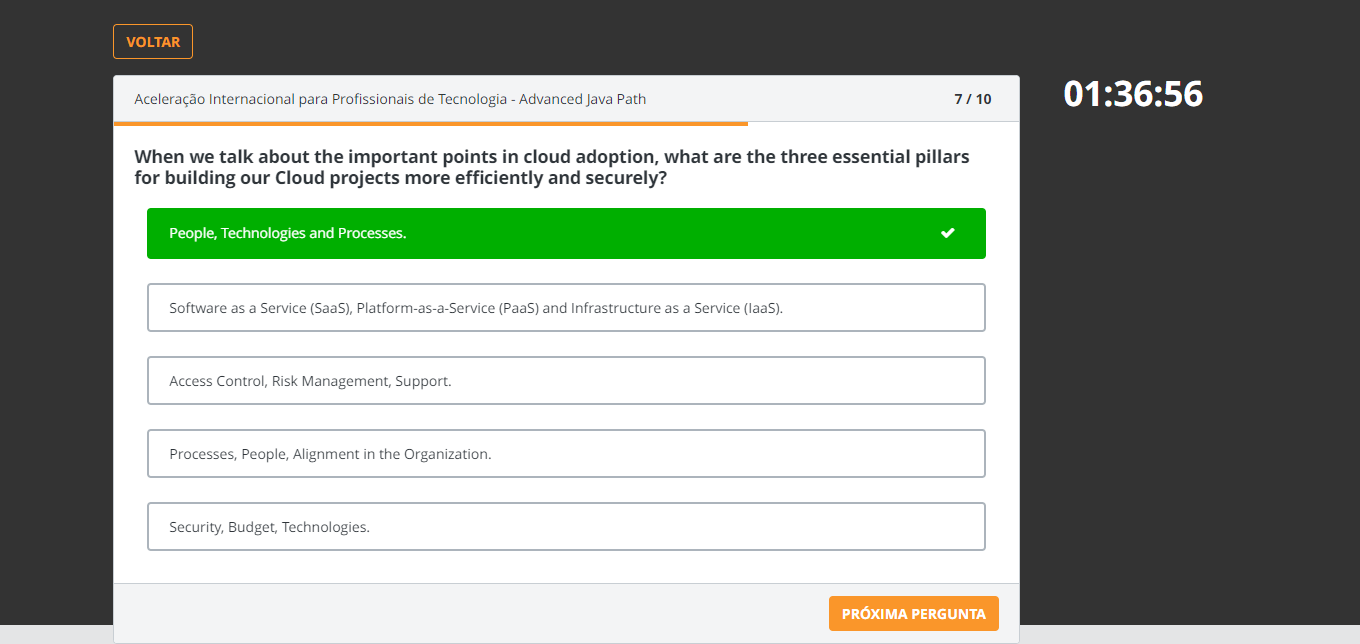 VOLTAR
01:36:56
Aceleração Internacional para Profissionais de Tecnologia - Advanced Java Path
7 / 10
When we talk about the important points in cloud adoption, what are the three essential pillars
for building our Cloud projects more efficiently and securely?
People, Technologies and Processes.
Software as a Service (SaaS), Platform-as-a-Service (PaaS) and Infrastructure as a Service (IaaS).
Access Control, Risk Management, Support.
Processes, People, Alignment in the Organization.
Security, Budget, Technologies.
PRÓXIMA PERGUNTA